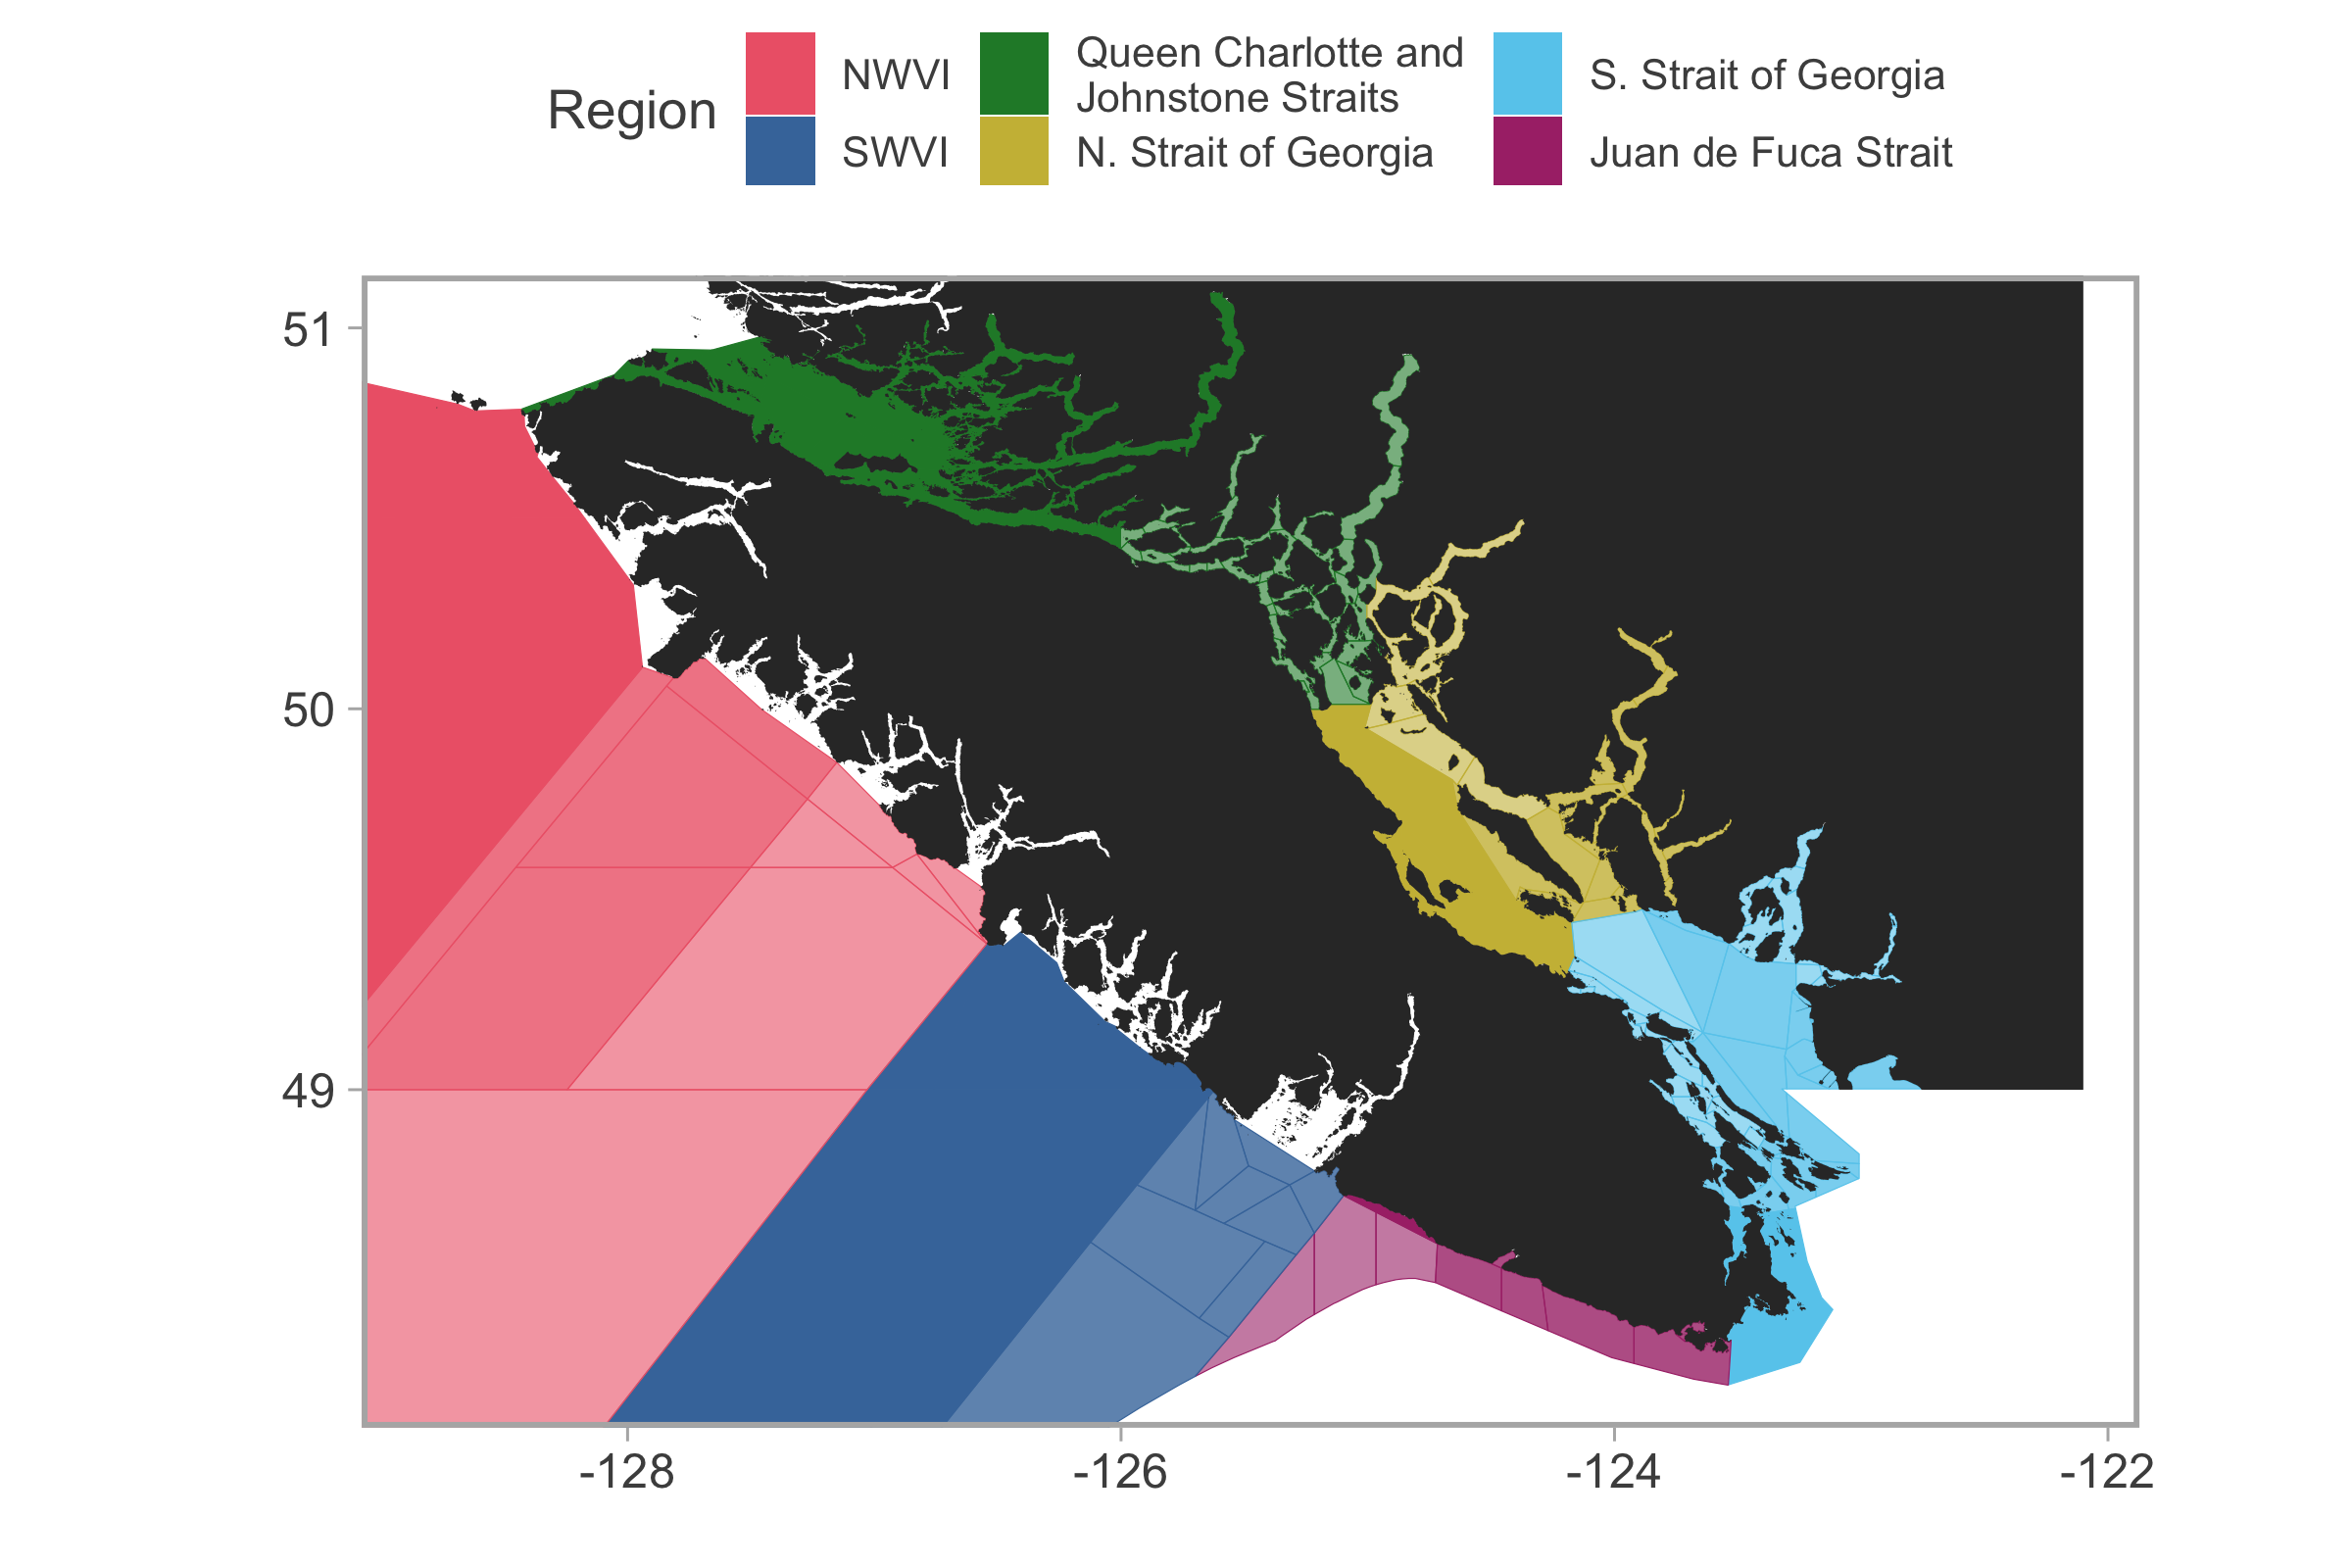 Region
NWVI
SWVI
Queen Charlotte and
Johnstone Straits
N. Strait of Georgia
S. Strait of Georgia
Juan de Fuca Strait
51
50
49
-128
-126
-124
-122